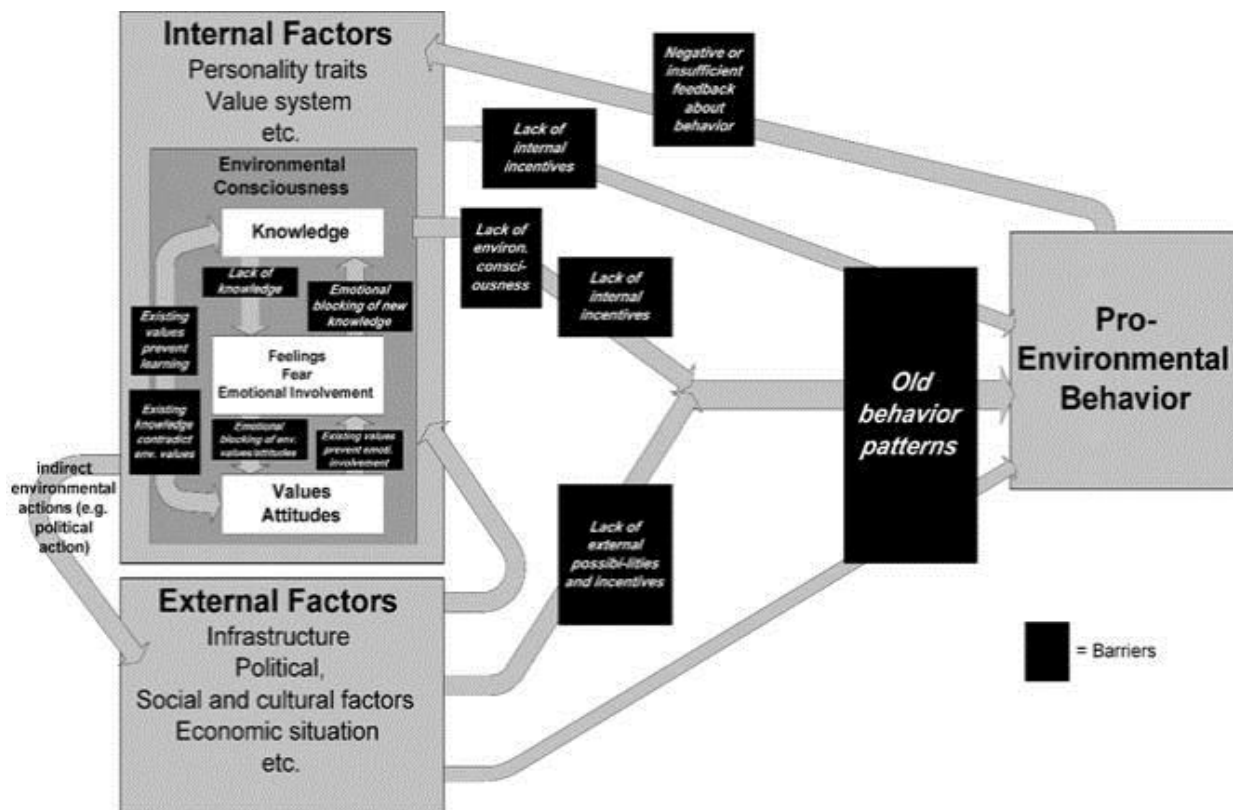 Internal Factors
Personality traits
Value system
etc.
Environmental
Consciousness
Knowledge
Lack of
knowledge
Emotional
blocking of new
knowledge
Existing
values
prevent
learning
Feelings
Fear
Emotional Involvement
Existing
knowledge
contradict
env. values
Emotional
blocking of env.
values/attitudes
Existing values
prevent emoti.
involvement
Values
Attitudes
indirect
environmental
actions (e.g.
political
action)
External Factors
Infrastructure
Political,
Social and cultural factors
Economic situation
etc.
Negative or
insufficient
feedback
about
behavior
Lack of
internal
incentives
Lack of
environ.
consci-
ousness
Lack of
internal
incentives
Lack of
external
possibi-lities
and incentives
Old
behavior
patterns
Pro-
Environmental
Behavior
= Barriers